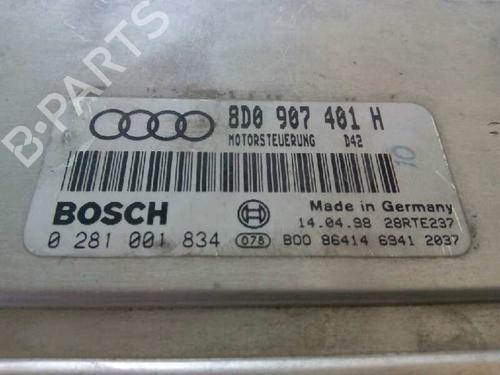 B-PARTS
8D0 907 401 H
MOTORSTEUERUNG D42
10
BOSCH
Made in Germany
14.04.98 28RTE237
0 281 001 834 078 BDO 86414 6941 2037